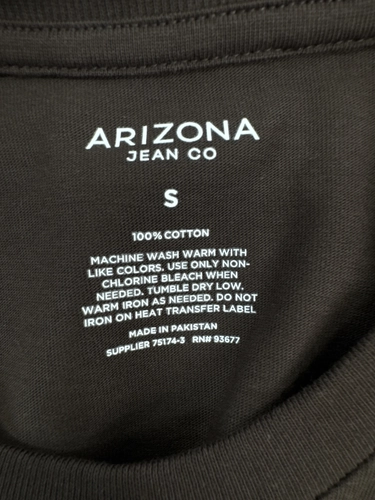 ARIZONA
JEAN CO
S
100% COTTON
MACHINE WASH WARM WITH
LIKE COLORS. USE ONLY NON-
CHLORINE BLEACH WHEN
NEEDED. TUMBLE DRY LOW.
WARM IRON AS NEEDED. DO NOT
IRON ON HEAT TRANSFER LABEL
MADE IN PAKISTAN
SUPPLIER 75174-3 RN# 93677